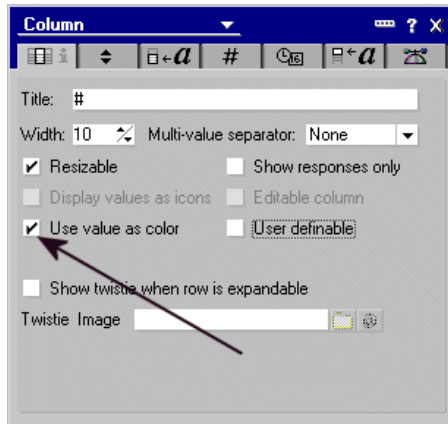 Column ? X
i a # 16 a
Title: #
Width: 10 Multi-value separator: None
Resizable Show responses only
Display values as icons Editable column
Use value as color User definable
Show twistie when row is expandable
Twistie Image